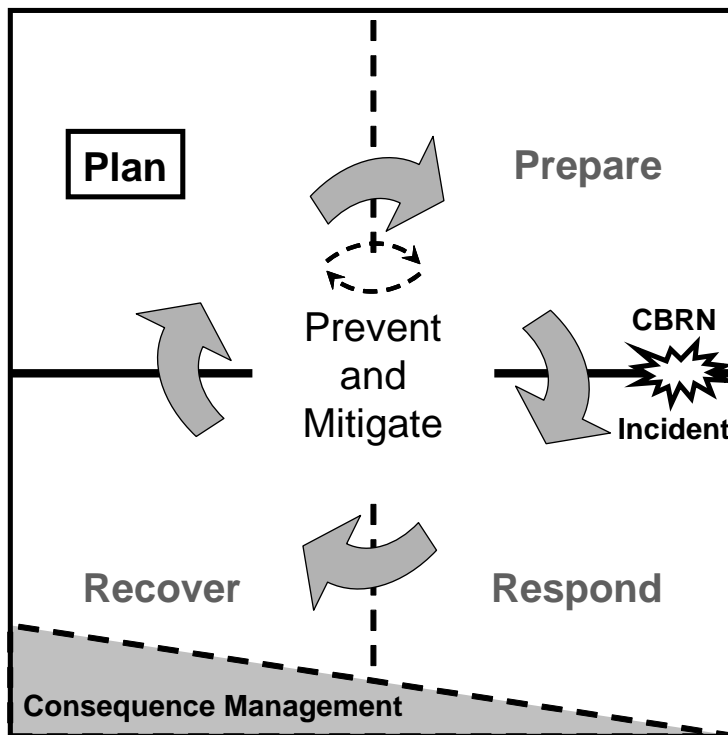 Plan
Prepare
Prevent
and
Mitigate
CBRN
Incident
Recover
Respond
Consequence Management